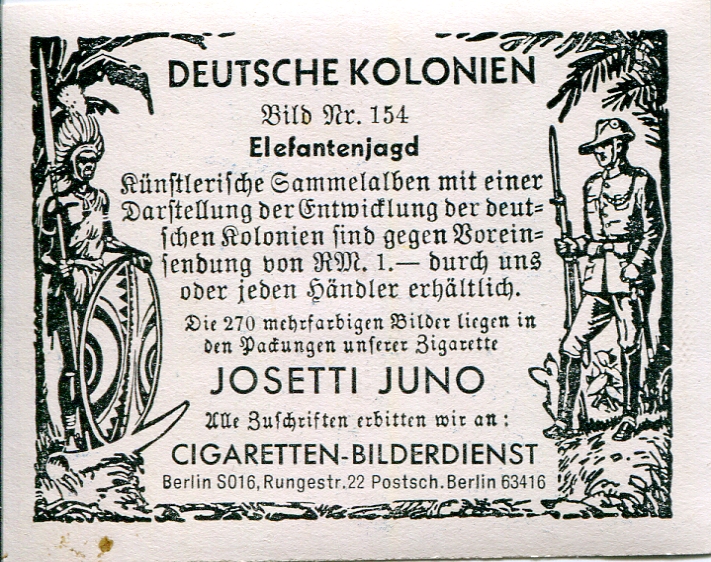 DEUTSCHE KOLONIEN
Bild Nr. 154
Elefantenjagd
Künstlerische Sammelalben mit einer
Darstellung der Entwicklung der deut=
schen Kolonien sind gegen Vorein=
sendung von RM. 1.— durch uns
oder jeden Händler erhältlich.
Die 270 mehrfarbigen Bilder liegen in
den Packungen unserer Zigarette
JOSETTI JUNO
Alle Zuschriften erbitten wir an:
CIGARETTEN-BILDERDIENST
Berlin SO16, Rungestr. 22 Postsch. Berlin 63416